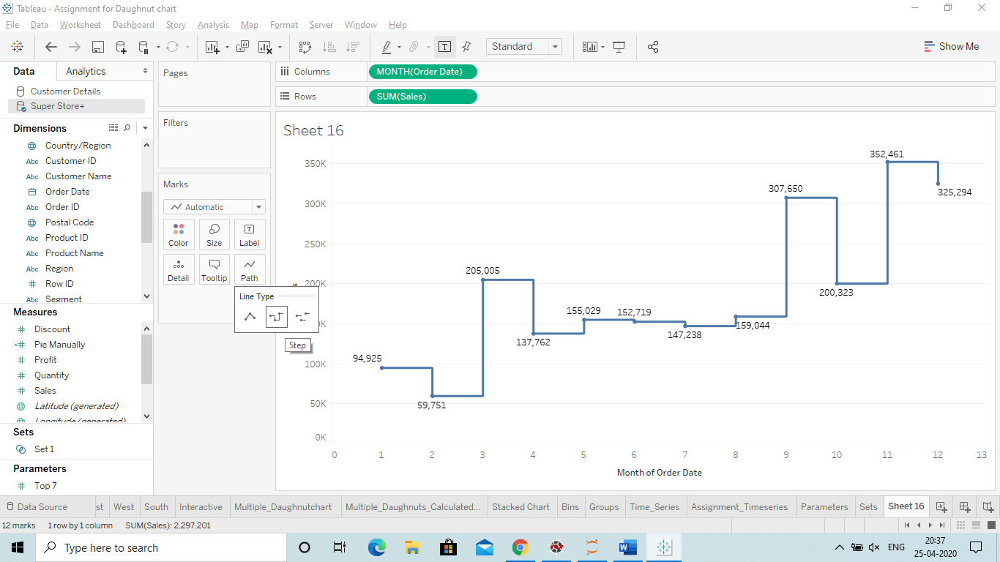 Tableau - Assignment for Daughnut chart
File Data Worksheet Dashboard Story Analysis Map Format Server Window Help
Standard
Show Me
Data Analytics
Customer Details
Super Store+
Dimensions
Country/Region
Customer ID
Customer Name
Order Date
Order ID
Postal Code
Product ID
Product Name
Region
Row ID
Segment
Measures
Discount
Pie Manually
Profit
Quantity
Sales
Latitude (generated)
Longitude (generated)
Sets
Set 1
Parameters
Top 7
Pages
Filters
Marks
Automatic
Color Size Label
Detail Tooltip Path
Line Type
Step
Columns MONTH(Order Date)
Rows SUM(Sales)
Sheet 16
350K
300K
250K
200K
100K
50K
0K
94,925
59,751
205,005
137,762
155,029
152,719
147,238
159,044
307,650
200,323
352,461
325,294
0 1 2 3 4 5 6 7 8 9 10 11 12 13
Month of Order Date
Data Source st West South Interactive Multiple_Daughnutchart Multiple_Daughnuts_Calculated... Stacked Chart Bins Groups Time_Series Assignment_Timeseries Parameters Sets Sheet 16
12 marks 1 row by 1 column SUM(Sales): 2,297,201
Type here to search
ENG
20:37
25-04-2020